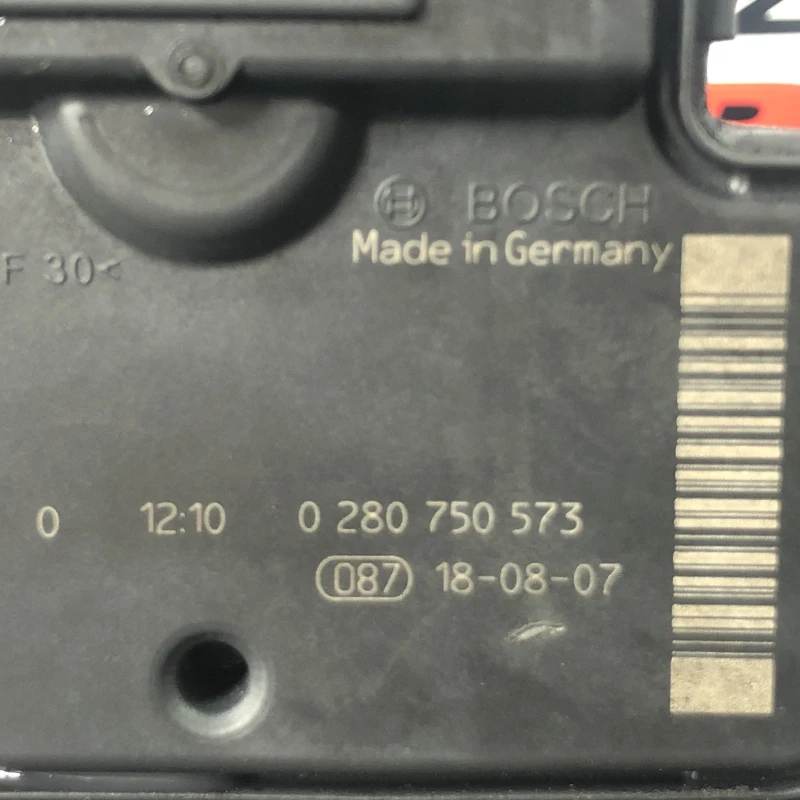 BOSCH
Made in Germany
F 30<
0 12:10 0 280 750 573
087 18-08-07